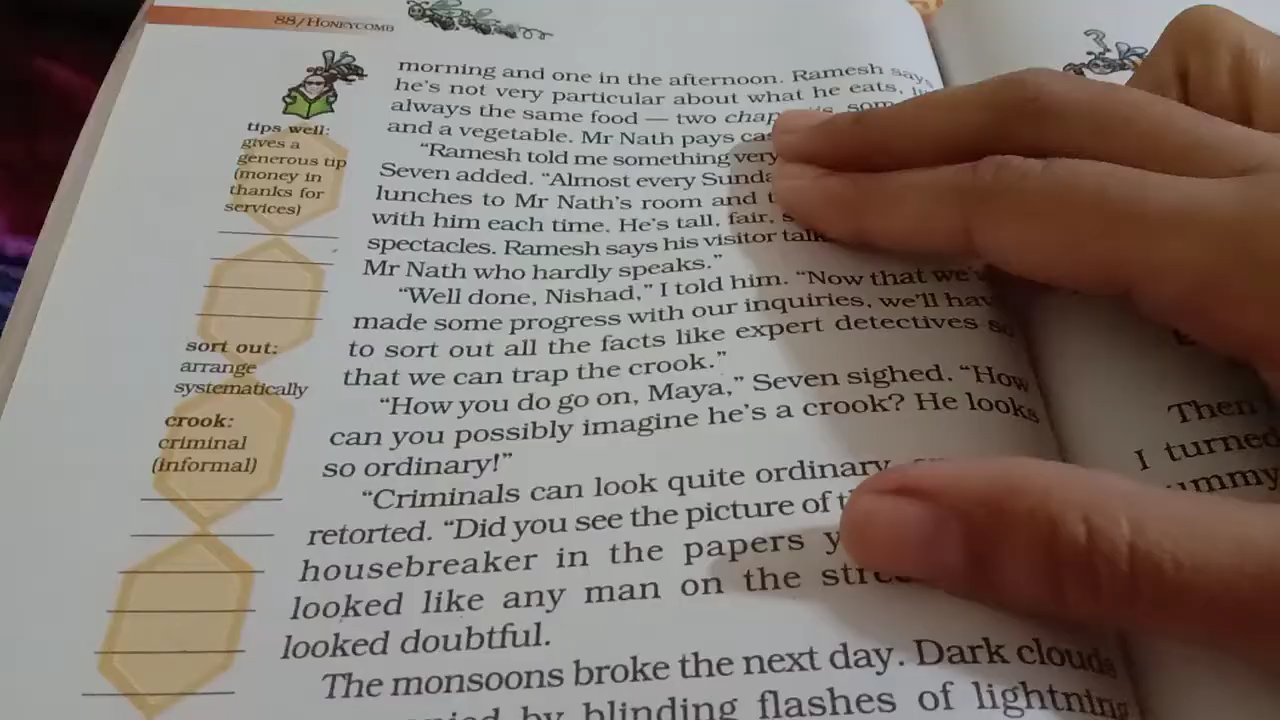 88/HONEYCOMB
morning and one in the afternoon. Ramesh says
he's not very particular about what he eats,
always the same food — two
and a vegetable. Mr Nath pays
"Ramesh told me something very
Seven added. "Almost every
lunches to Mr Nath's room and
with him each time. He's tall, fair,
spectacles. Ramesh says his visitor
Mr Nath who hardly speaks."
"Well done, Nishad," I told him. "Now that
made some progress with our inquiries, we'll
to sort out all the facts like expert detectives
that we can trap the crook."
"How you do go on, Maya," Seven sighed. "How
can you possibly imagine he's a crook? He looks
so ordinary!"
"Criminals can look quite ordinary
retorted. "Did you see the picture of
housebreaker in the papers
looked like any man on the
looked doubtful.
The monsoons broke the next day. Dark clouds
by blinding flashes of lightning
tips well:
gives a
generous tip
(money in
thanks for
services)
sort out:
arrange
systematically
crook:
criminal
(informal)
Then
I turned